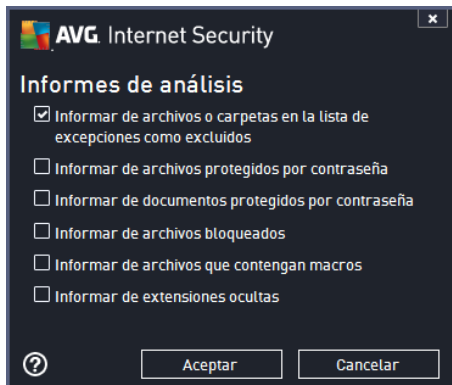 AVG. Internet Security
Informes de análisis
Informar de archivos o carpetas en la lista de
excepciones como excluidos
Informar de archivos protegidos por contraseña
Informar de documentos protegidos por contraseña
Informar de archivos bloqueados
Informar de archivos que contengan macros
Informar de extensiones ocultas
?
Aceptar
Cancelar